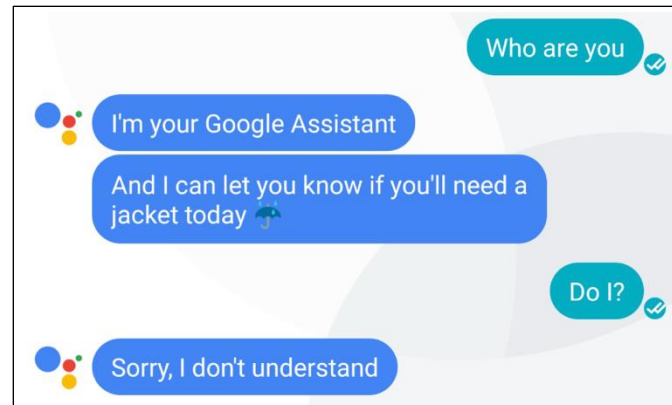 Who are you
I'm your Google Assistant
And I can let you know if you'll need a
jacket today ☔
Do I?
Sorry, I don't understand